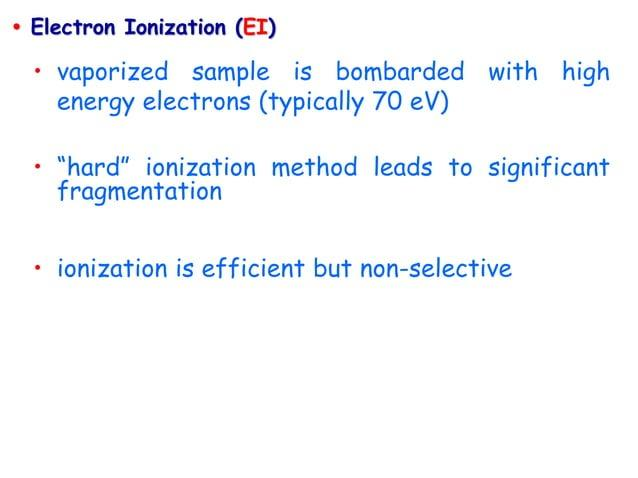 • Electron Ionization (EI)
• vaporized sample is bombarded with high
energy electrons (typically 70 eV)
• “hard” ionization method leads to significant
fragmentation
• ionization is efficient but non-selective